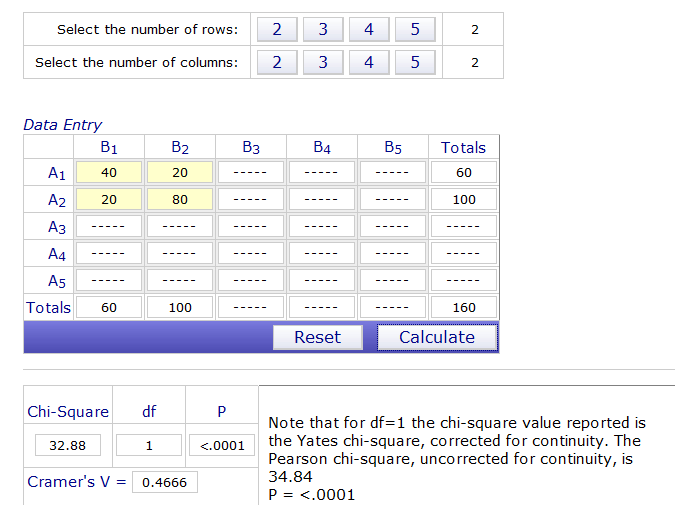 Select the number of rows: 2 3 4 5 2
Select the number of columns: 2 3 4 5 2
Data Entry
B1 B2 B3 B4 B5 Totals
A1 40 20 ----- ----- ----- 60
A2 20 80 ----- ----- ----- 100
A3 ----- ----- ----- ----- ----- -----
A4 ----- ----- ----- ----- ----- -----
A5 ----- ----- ----- ----- ----- -----
Totals 60 100 ----- ----- ----- 160
Reset Calculate
Chi-Square df P
32.88 1 <.0001
Cramer's V = 0.4666
Note that for df=1 the chi-square value reported is
the Yates chi-square, corrected for continuity. The
Pearson chi-square, uncorrected for continuity, is
34.84
P = <.0001